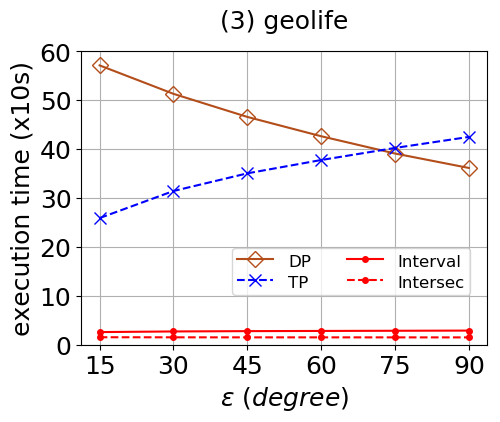 (3) geolife
execution time (x10s)
60
50
40
30
20
10
0
DP
TP
Interval
Intersec
15 30 45 60 75 90
ε (degree)